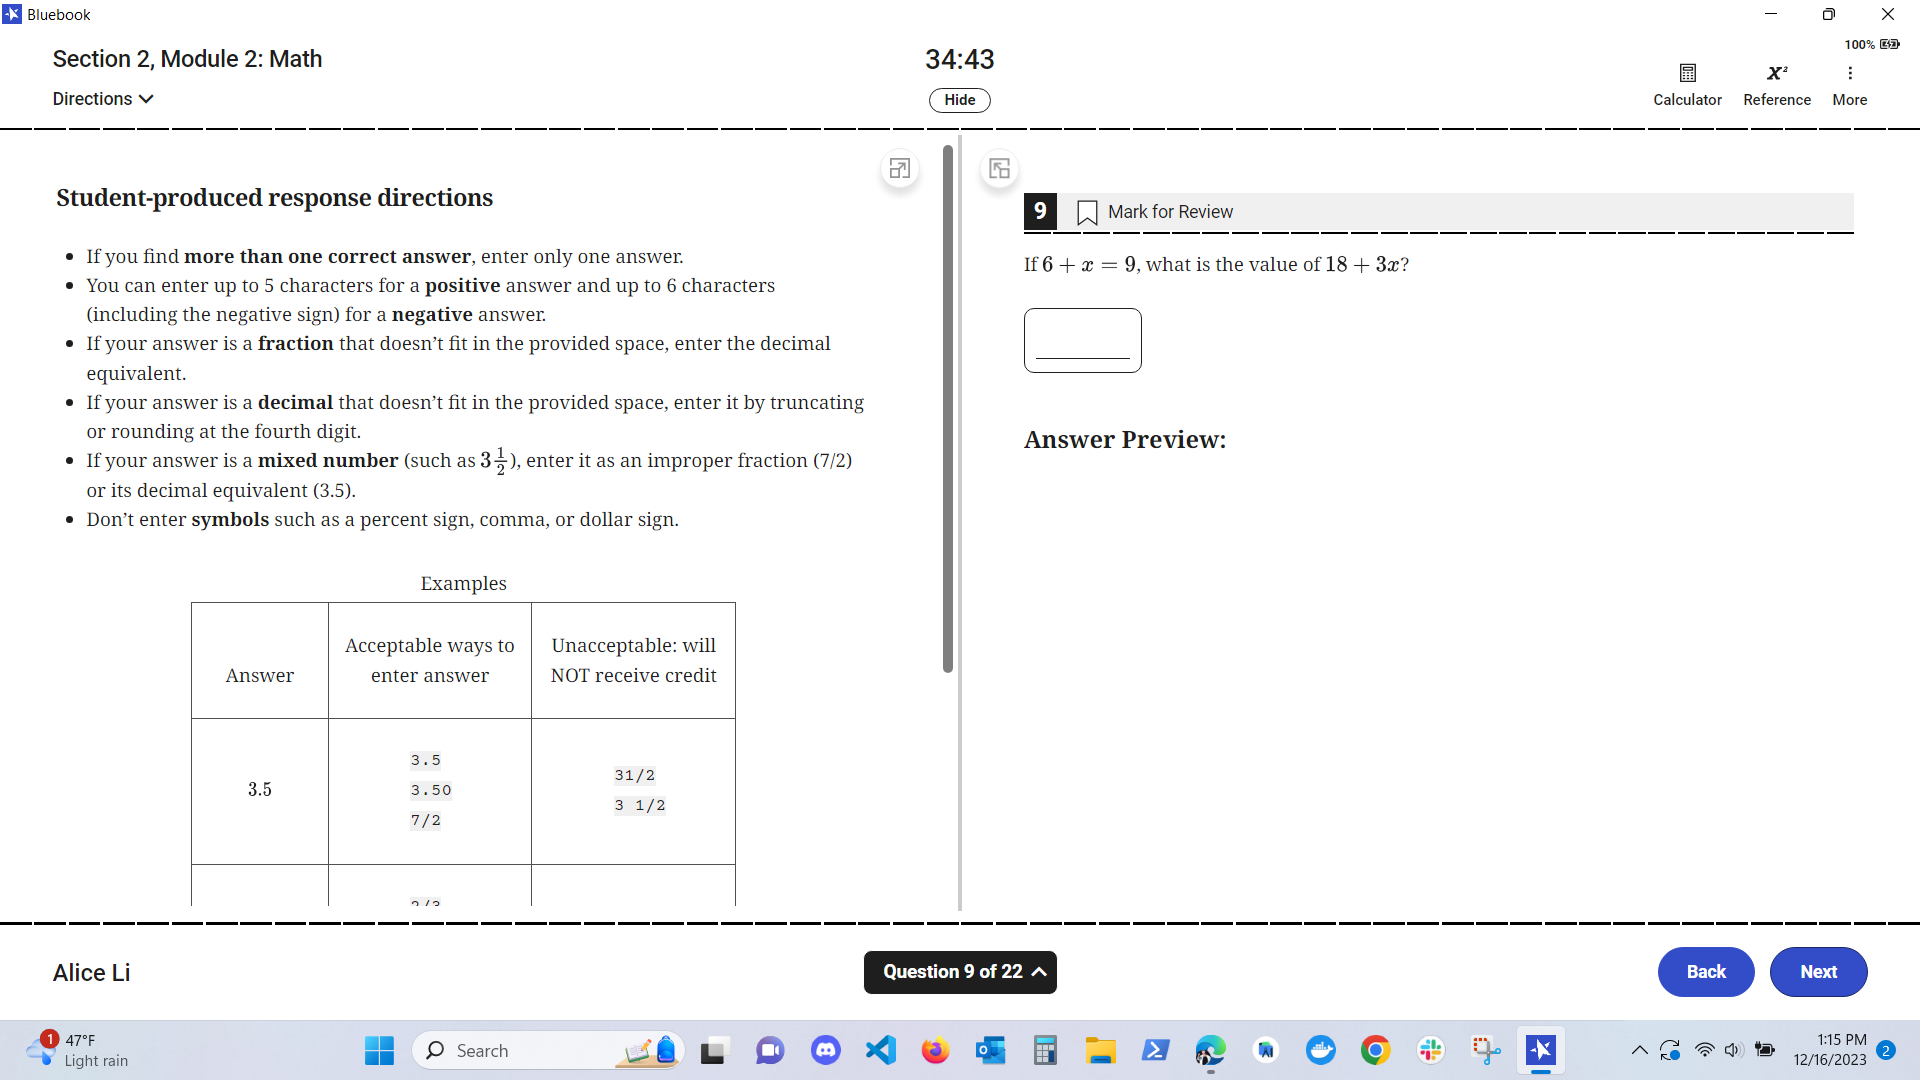 Bluebook
100%
Section 2, Module 2: Math
34:43
Directions
Hide
Calculator
Reference
More
Student-produced response directions
• If you find more than one correct answer, enter only one answer.
• You can enter up to 5 characters for a positive answer and up to 6 characters
(including the negative sign) for a negative answer.
• If your answer is a fraction that doesn’t fit in the provided space, enter the decimal
equivalent.
• If your answer is a decimal that doesn’t fit in the provided space, enter it by truncating
or rounding at the fourth digit.
• If your answer is a mixed number (such as 3 1/2), enter it as an improper fraction (7/2)
or its decimal equivalent (3.5).
• Don’t enter symbols such as a percent sign, comma, or dollar sign.
Examples
Answer
Acceptable ways to
enter answer
Unacceptable: will
NOT receive credit
3.5
3.5
3.50
7/2
31/2
3 1/2
9
Mark for Review
If 6 + x = 9, what is the value of 18 + 3x?
Answer Preview:
Alice Li
Question 9 of 22
Back
Next
1
47°F
Light rain
Search
1:15 PM
12/16/2023
2